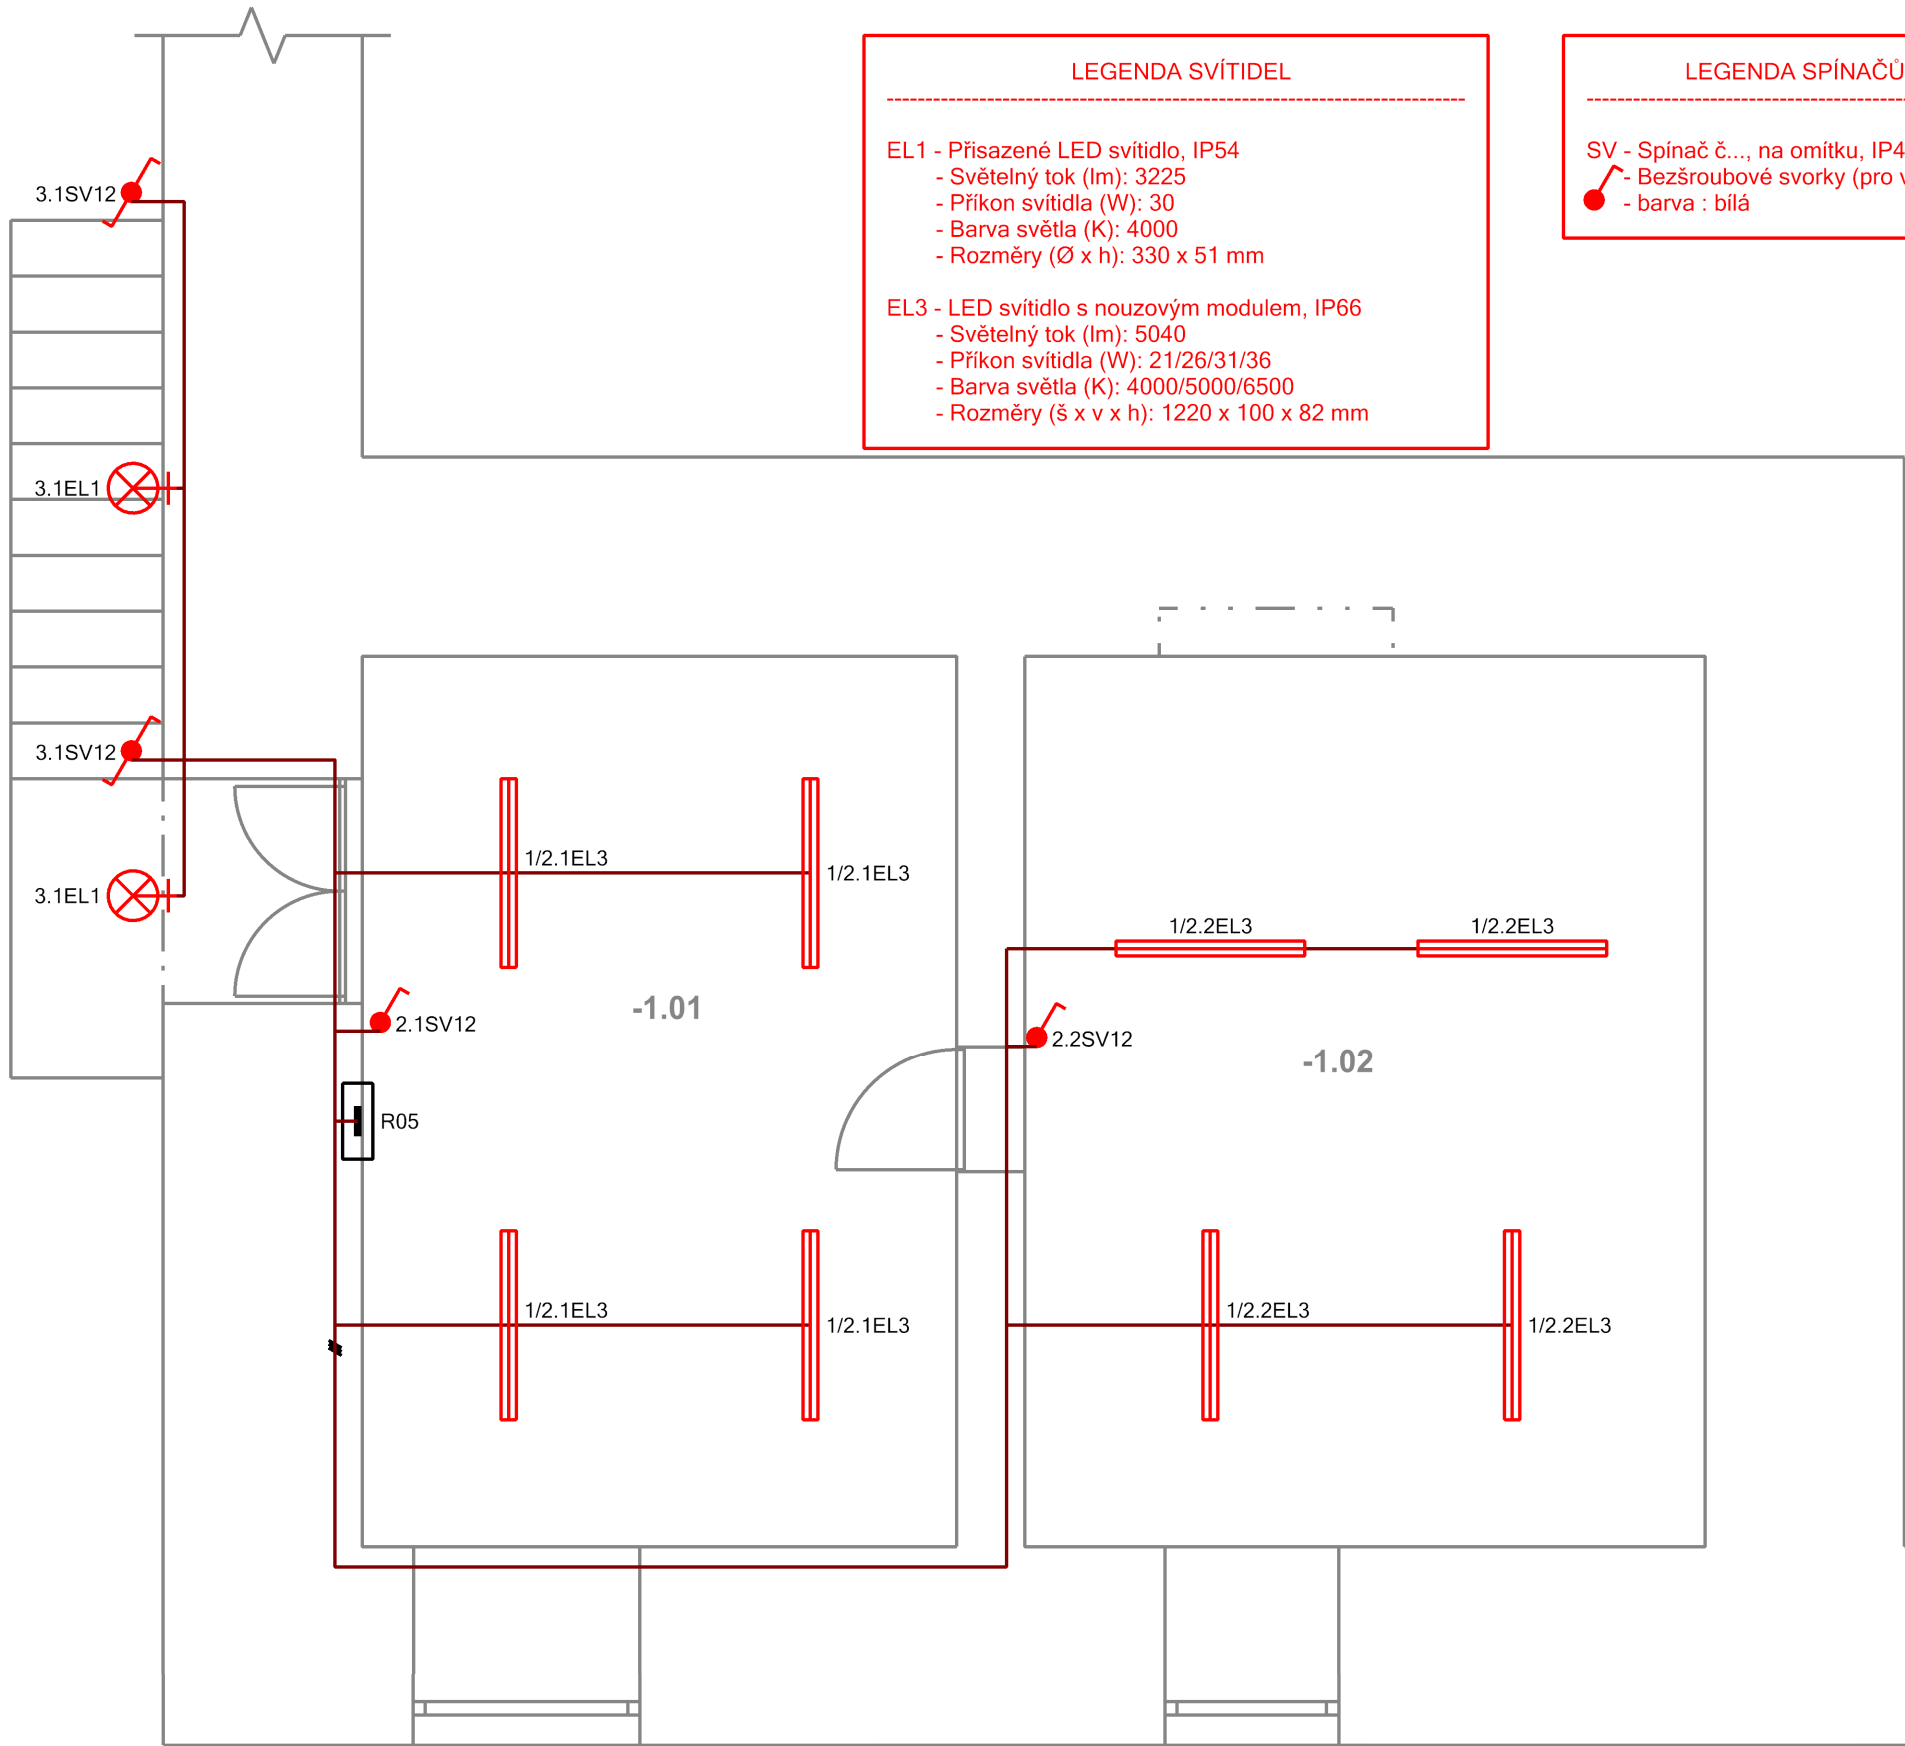 LEGENDA SVÍTIDEL
--------------------------------------------------------------------------
EL1 - Přisazené LED svítidlo, IP54
- Světelný tok (lm): 3225
- Příkon svítidla (W): 30
- Barva světla (K): 4000
- Rozměry (Ø x h): 330 x 51 mm
EL3 - LED svítidlo s nouzovým modulem, IP66
- Světelný tok (lm): 5040
- Příkon svítidla (W): 21/26/31/36
- Barva světla (K): 4000/5000/6500
- Rozměry (š x v x h): 1220 x 100 x 82 mm
LEGENDA SPÍNAČŮ
SV - Spínač č..., na omítku, IP4
- Bezšroubové svorky (pro v
- barva : bílá
3.1SV12
3.1EL1
3.1SV12
3.1EL1
1/2.1EL3
1/2.1EL3
1/2.2EL3
1/2.2EL3
-1.01
2.1SV12
2.2SV12
-1.02
R05
1/2.1EL3
1/2.1EL3
1/2.2EL3
1/2.2EL3